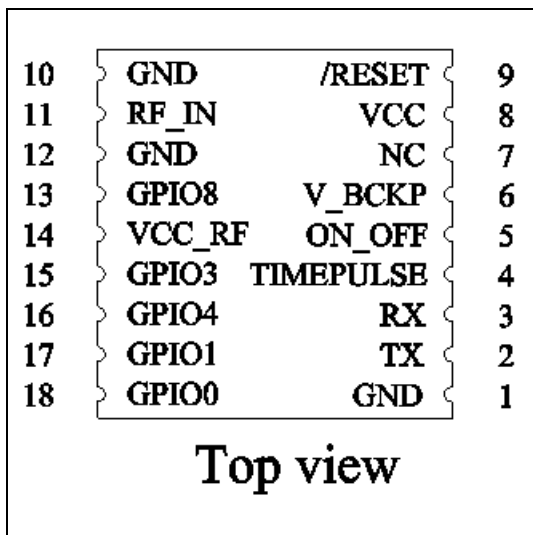 10 GND /RESET 9
11 RF_IN VCC 8
12 GND NC 7
13 GPIO8 V_BCKP 6
14 VCC_RF ON_OFF 5
15 GPIO3 TIMEPULSE 4
16 GPIO4 RX 3
17 GPIO1 TX 2
18 GPIO0 GND 1
Top view